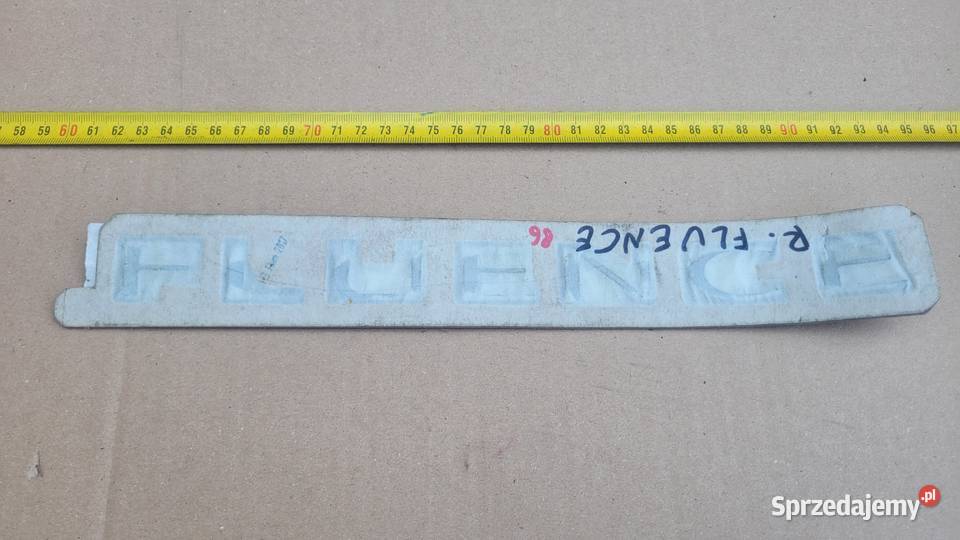 58 59 60 61 62 63 64 65 66 67 68 69 70 71 72 73 74 75 76 77 78 79 80 81 82 83 84 85 86 87 88 89 90 91 92 93 94 95 96 97
R. FLUENCE 86
FLUENCE
Sprzedajemy.pl